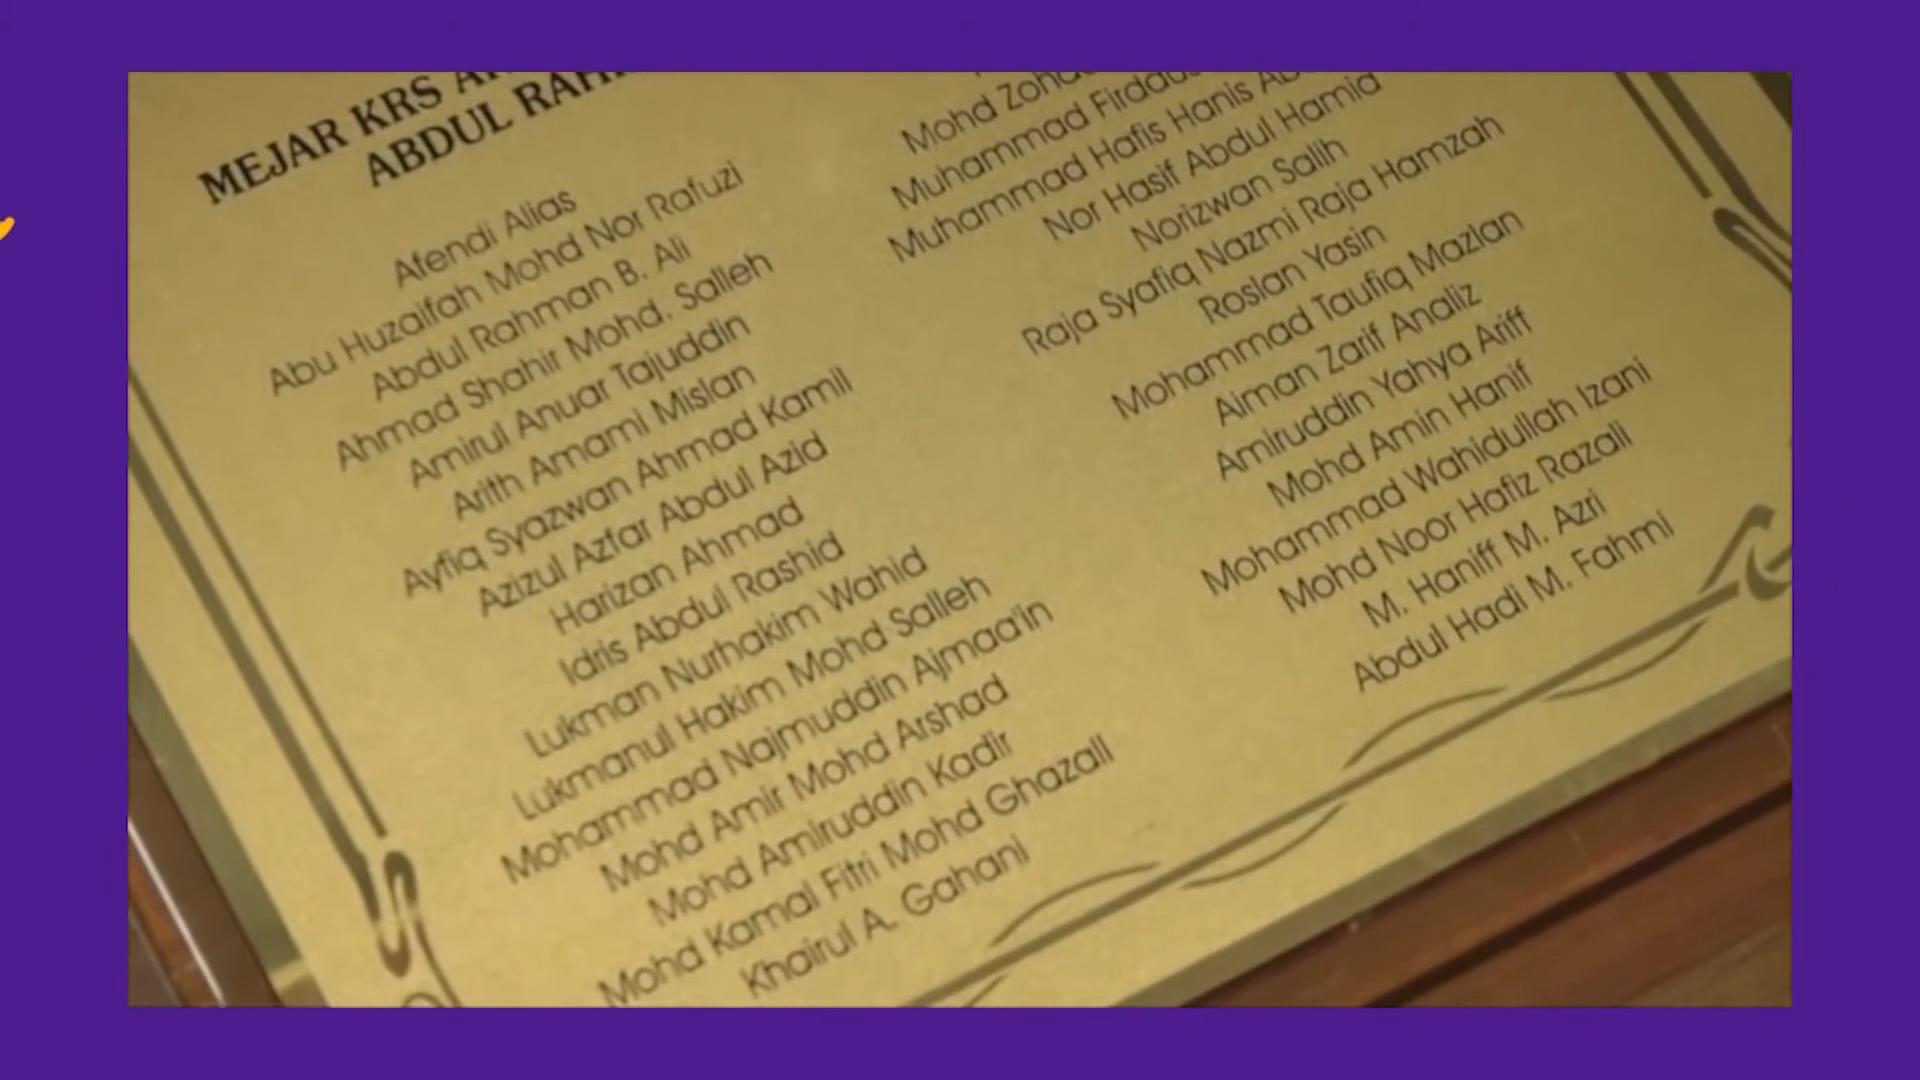 MEJAR KRS
ABDUL
Afendi Alias
Abu Huzaifah Mohd Nor Rafuzi
Abdul Rahman B. Ali
Ahmad Shahir Mohd. Salleh
Amirul Anuar Tajuddin
Arith Amami Mislan
Ayfiq Syazwan Ahmad Kamil
Azizul Azfar Abdul Azid
Harizan Ahmad
Idris Abdul Rashid
Lukman Nurhakim Wahid
Lukmanul Hakim Mohd Salleh
Mohammad Najmuddin Ajmaa'in
Mohd Amir Mohd Arshad
Mohd Amiruddin Kadir
Mohd Kamal Fitri Mohd Ghazali
Khairul A. Gahani
Mohd
Muhammad Firdaus
Muhammad Hafis Hanis
Nor Hasif Abdul Hamid
Norizwan Salih
Raja Syafiq Nazmi Raja Hamzah
Roslan Yasin
Mohammad Taufiq Mazlan
Aiman Zarif Analiz
Amiruddin Yahya Ariff
Mohd Amin Hanif
Mohammad Wahidullah Izani
Mohd Noor Hafiz Razali
M. Haniff M. Azri
Abdul Hadi M. Fahmi